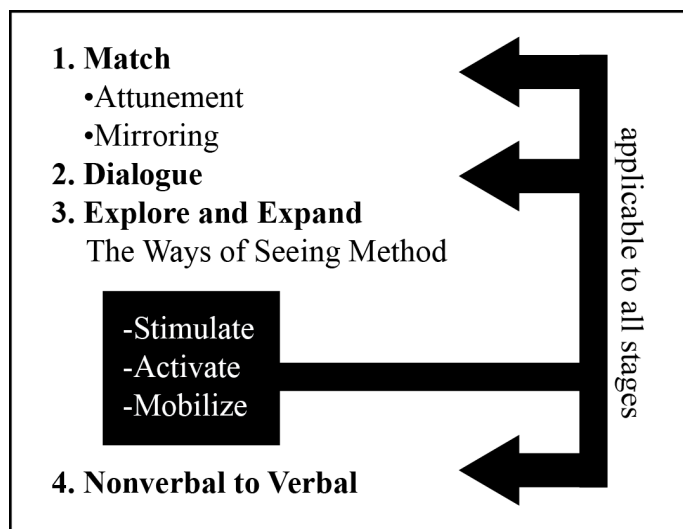 1. Match
•Attunement
•Mirroring
2. Dialogue
3. Explore and Expand
The Ways of Seeing Method
-Stimulate
-Activate
-Mobilize
4. Nonverbal to Verbal
applicable to all stages